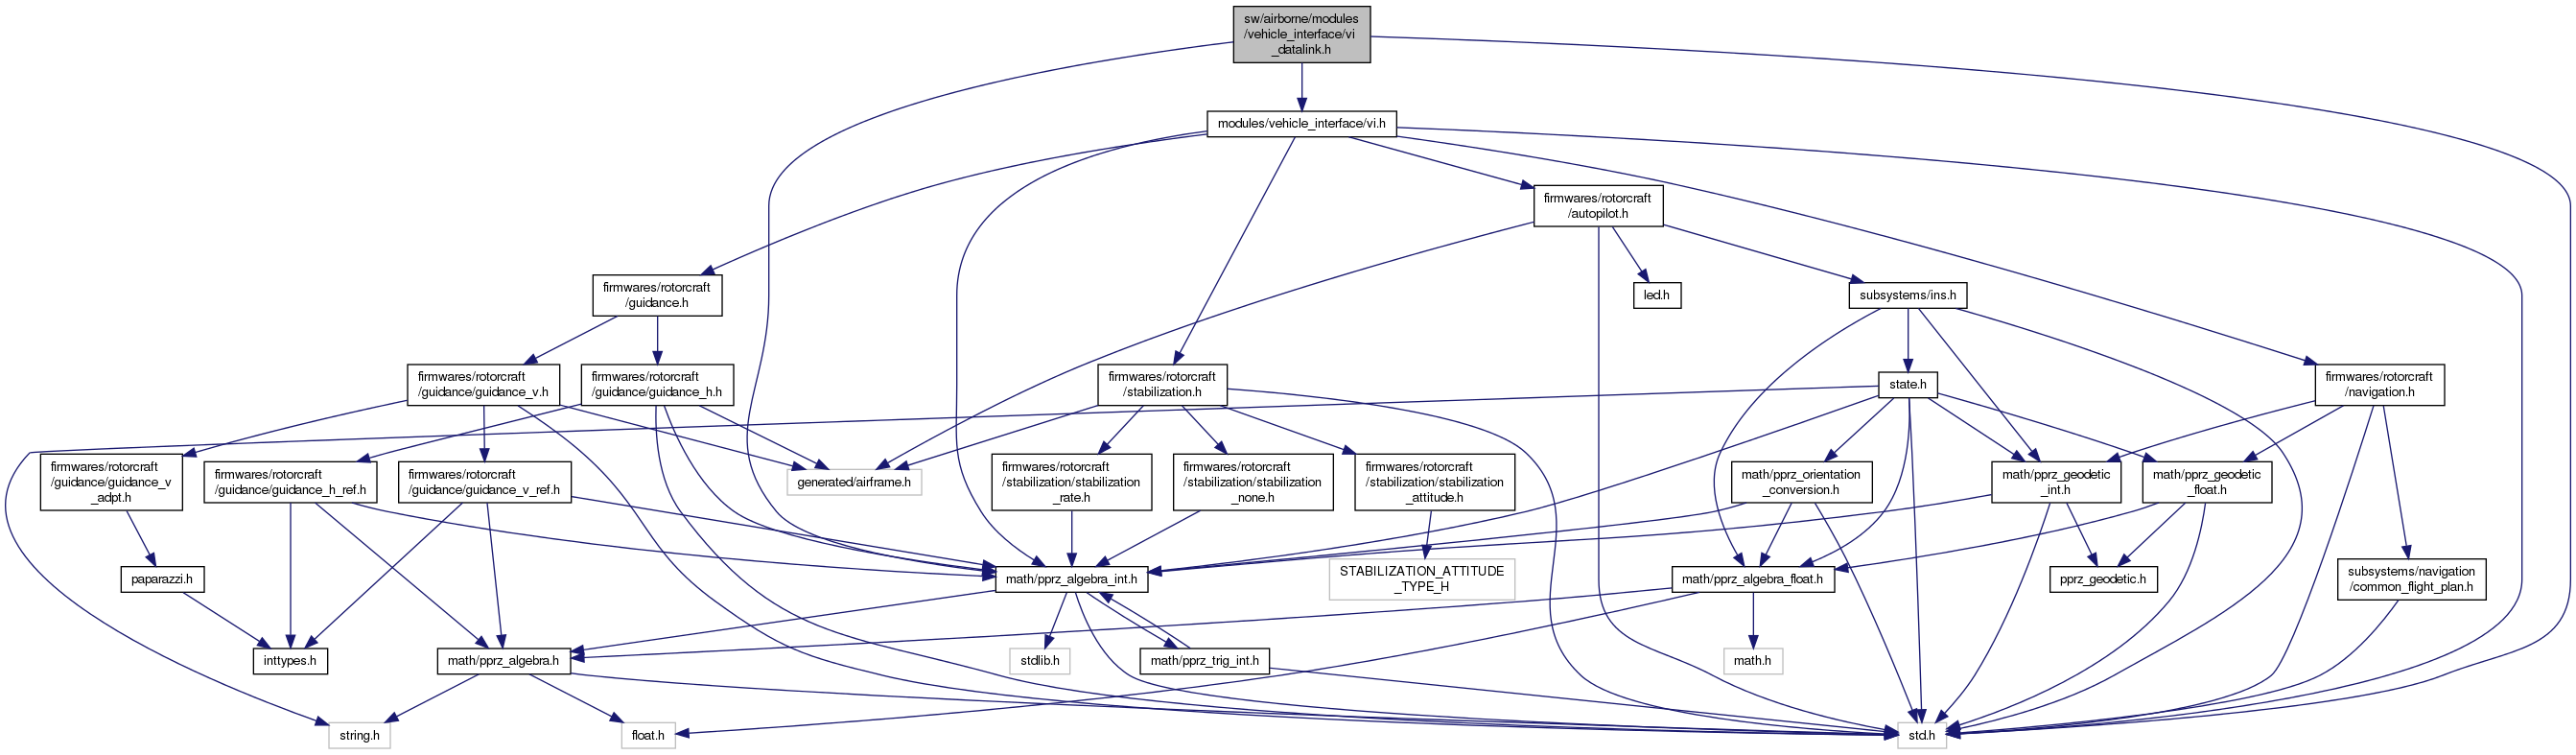 sw/airborne/modules
/vehicle_interface/vi
_datalink.h
modules/vehicle_interface/vi.h
firmwares/rotorcraft
/autopilot.h
firmwares/rotorcraft
/guidance.h
led.h
subsystems/ins.h
firmwares/rotorcraft
/guidance/guidance_v.h
firmwares/rotorcraft
/guidance/guidance_h.h
firmwares/rotorcraft
/stabilization.h
state.h
firmwares/rotorcraft
/navigation.h
firmwares/rotorcraft
/guidance/guidance_v
_adpt.h
firmwares/rotorcraft
/guidance/guidance_h_ref.h
firmwares/rotorcraft
/guidance/guidance_v_ref.h
generated/airframe.h
firmwares/rotorcraft
/stabilization/stabilization
_rate.h
firmwares/rotorcraft
/stabilization/stabilization
_none.h
firmwares/rotorcraft
/stabilization/stabilization
_attitude.h
math/pprz_orientation
_conversion.h
math/pprz_geodetic
_int.h
math/pprz_geodetic
_float.h
paparazzi.h
math/pprz_algebra_int.h
STABILIZATION_ATTITUDE
_TYPE_H
math/pprz_algebra_float.h
pprz_geodetic.h
subsystems/navigation
/common_flight_plan.h
inttypes.h
math/pprz_algebra.h
stdlib.h
math/pprz_trig_int.h
math.h
string.h
float.h
std.h